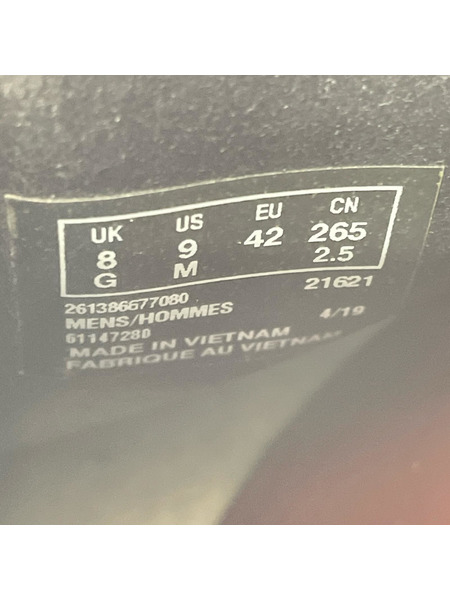 UK US EU CN
8 9 42 265
G M 2.5
261386677080 21621
MENS/HOMMES 4/19
61147280
MADE IN VIETNAM
FABRIQUE AU VIETNAM